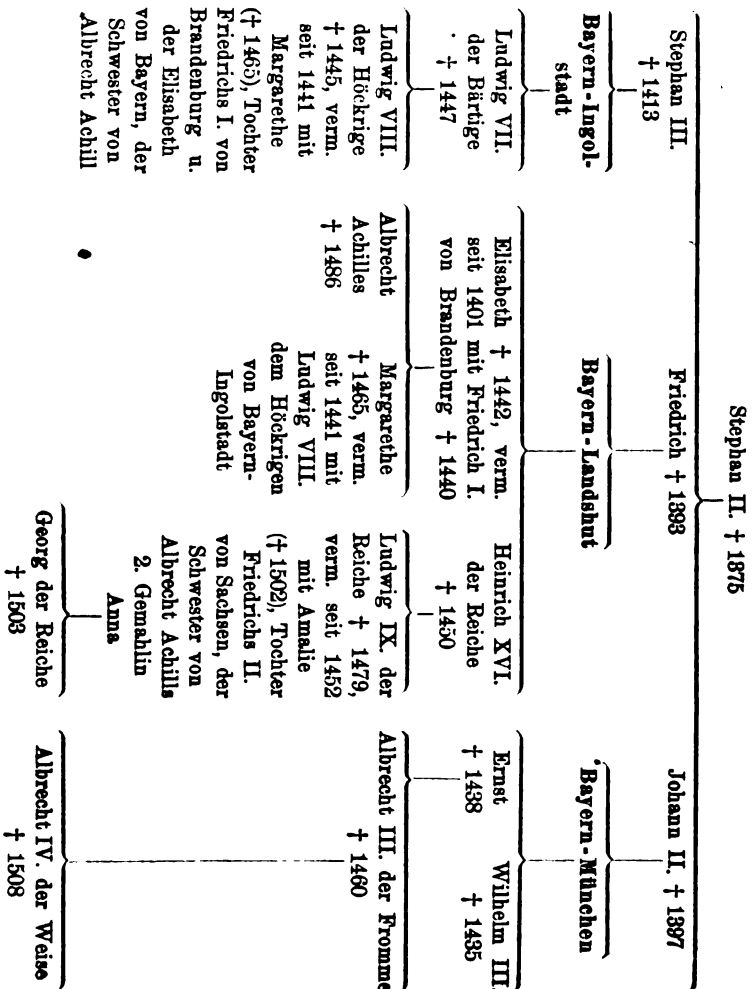 Stephan II. † 1375
Stephan III.
† 1413
Friedrich † 1393
Johann II. † 1397
Bayern-Ingol-
stadt
Bayern-Landshut
Bayern-München
Ludwig VII.
der Bärtige
† 1447
Elisabeth † 1442, verm.
seit 1401 mit Friedrich I.
von Brandenburg † 1440
Heinrich XVI.
der Reiche
† 1450
Ernst
† 1438
Wilhelm III.
† 1435
Ludwig VIII.
der Höckrige
† 1445, verm.
seit 1441 mit
Margarethe
(† 1465), Tochter
Friedrichs I. von
Brandenburg u.
der Elisabeth
von Bayern, der
Schwester von
Albrecht Achill
Albrecht
Achilles
† 1486
Margarethe
† 1465, verm.
seit 1441 mit
Ludwig VIII.
dem Höckrigen
von Bayern-
Ingolstadt
Ludwig IX. der
Reiche † 1479,
verm. seit 1452
mit Amalie
(† 1502), Tochter
Friedrichs II.
von Sachsen, der
Schwester von
Albrecht Achills
2. Gemahlin
Anna
Albrecht III. der Fromme
† 1460
Georg der Reiche
† 1503
Albrecht IV. der Weise
† 1508